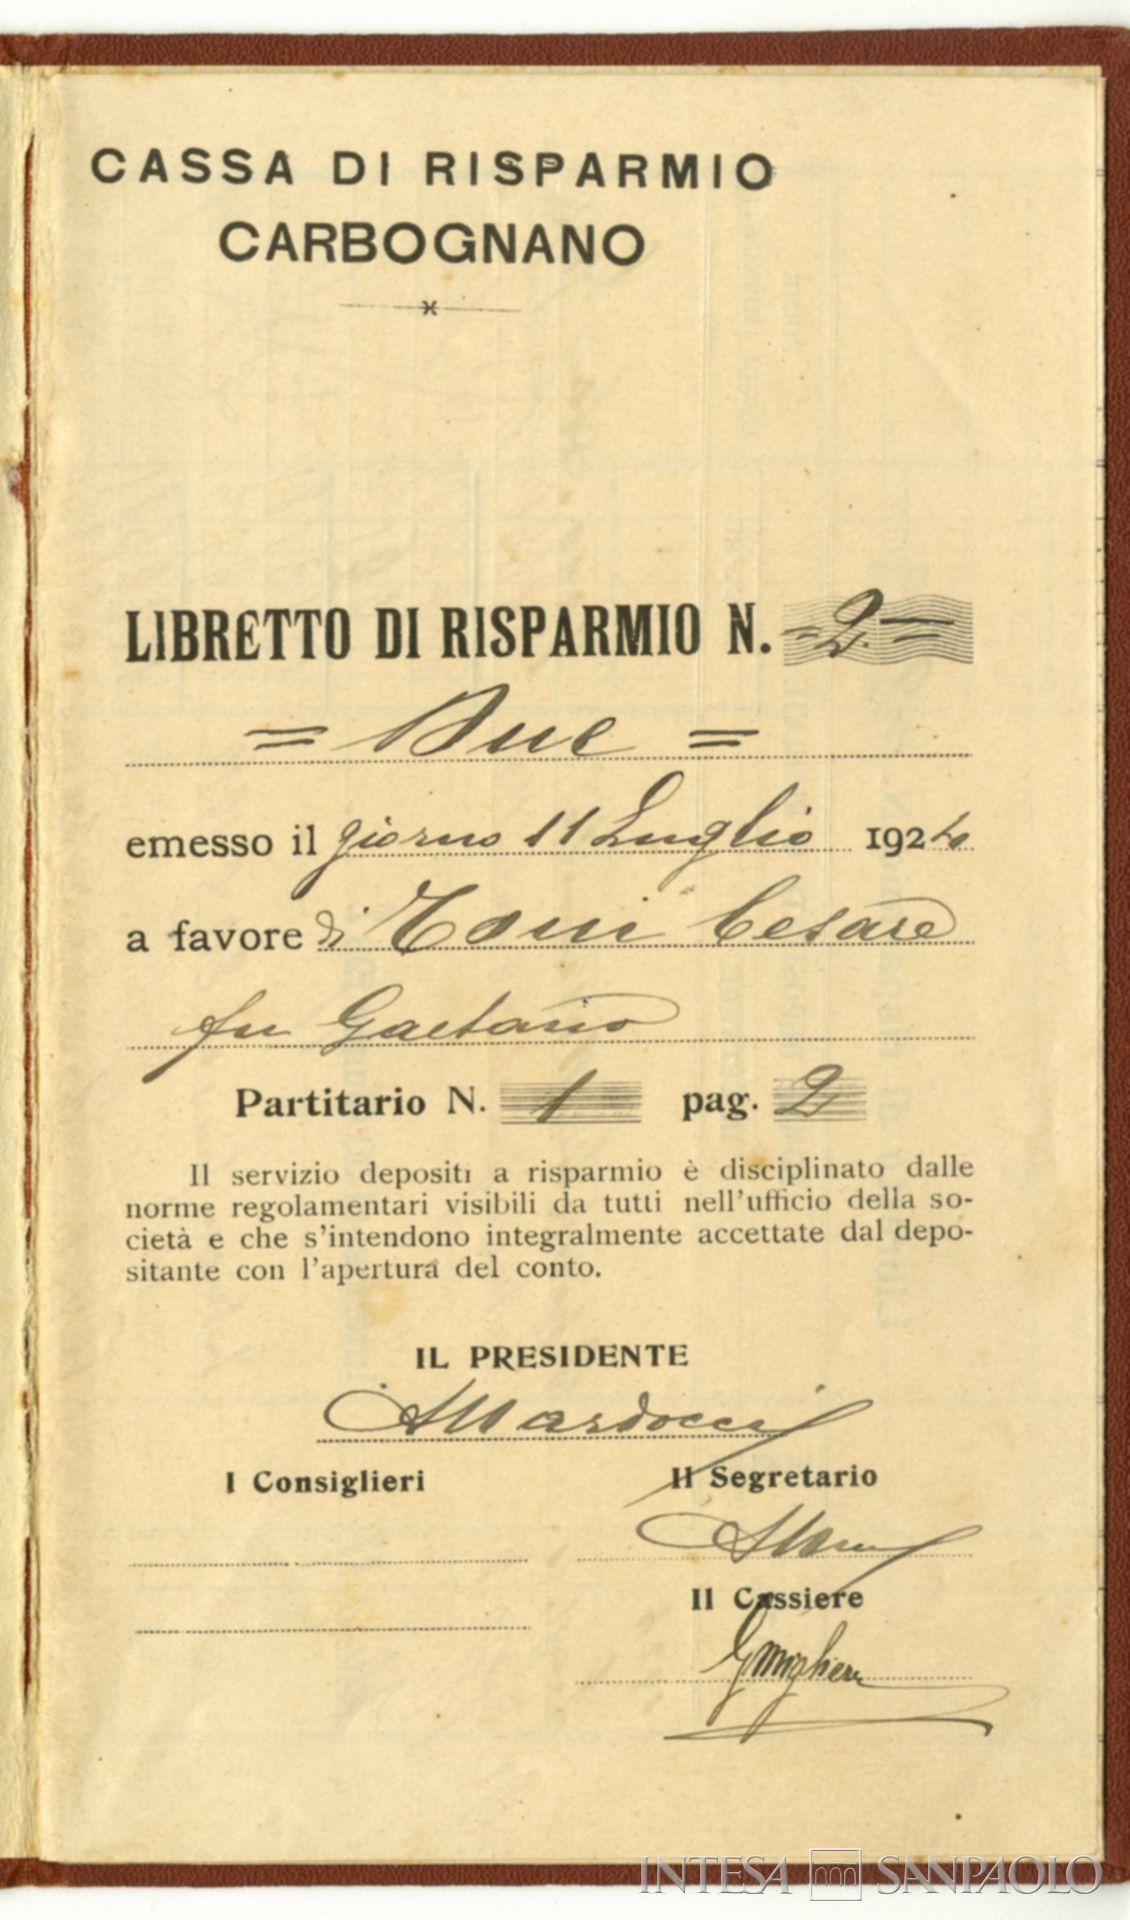 CASSA DI RISPARMIO
CARBOGNANO
LIBRETTO DI RISPARMIO N. =2=
= Due =
emesso il giorno 11 Luglio 1924
a favore di Toni Cesare
fu Gaetano
Partitario N. 1 pag. 2
Il servizio depositi a risparmio è disciplinato dalle
norme regolamentari visibili da tutti nell'ufficio della so-
cietà e che s'intendono integralmente accettate dal depo-
sitante con l'apertura del conto.
IL PRESIDENTE
AMardocci
I Consiglieri Il Segretario
Il Cassiere
INTESA SANPAOLO